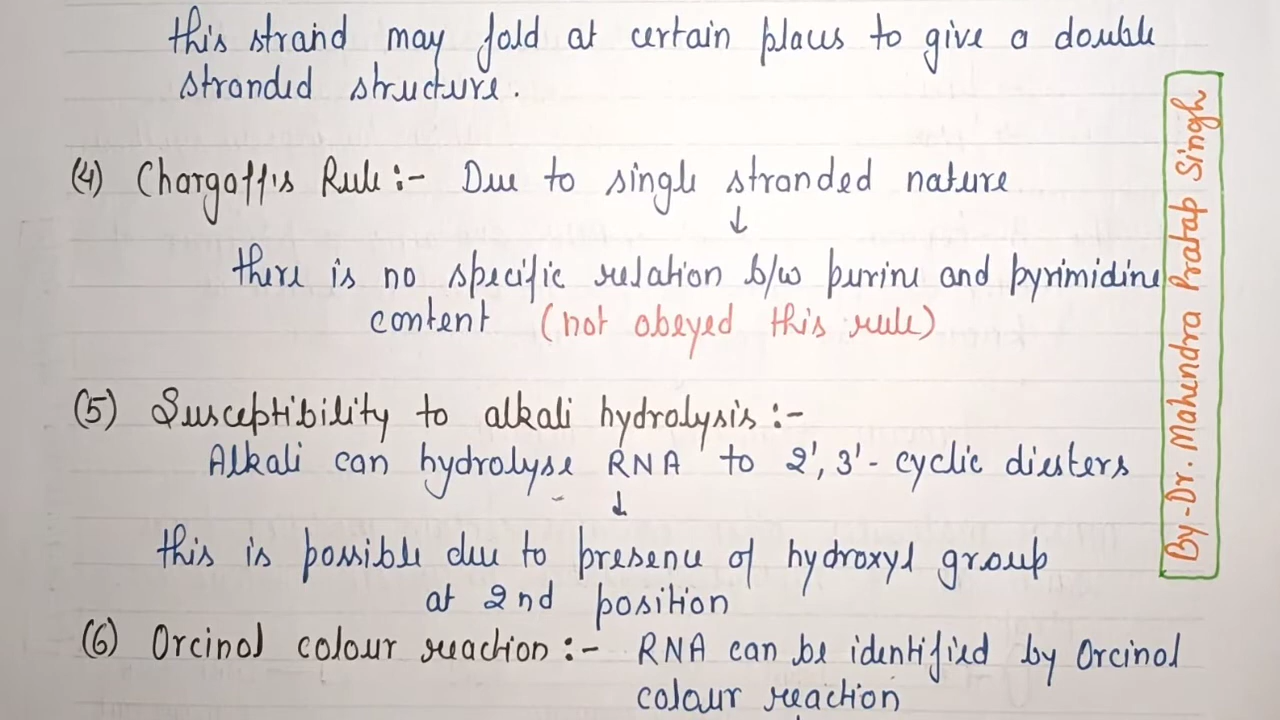 this strand may fold at certain places to give a double
stranded structure.
(4) Chargaff's Rule:- Due to single stranded nature
↓
there is no specific relation b/w purine and pyrimidine
content (not obeyed this rule)
(5) Susceptibility to alkali hydrolysis:-
Alkali can hydrolyse RNA to 2', 3'- cyclic diesters
↓
this is possible due to presence of hydroxyl group
at 2nd position
(6) Orcinol colour reaction:- RNA can be identified by Orcinol
colour reaction
By-Dr. Mahendra Pratap Singh